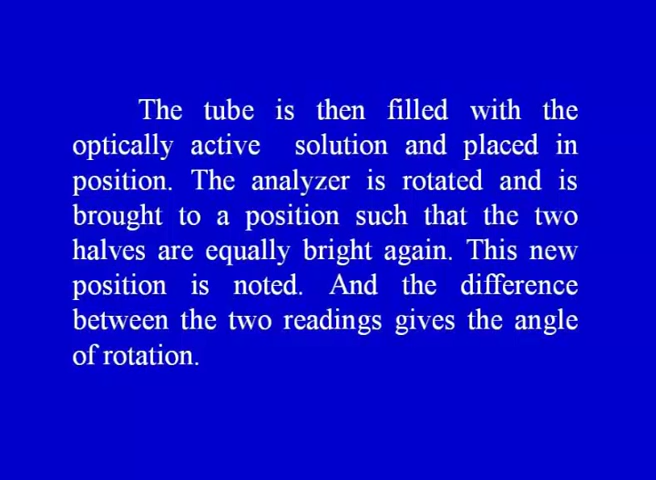 The tube is then filled with the
optically active solution and placed in
position. The analyzer is rotated and is
brought to a position such that the two
halves are equally bright again. This new
position is noted. And the difference
between the two readings gives the angle
of rotation.